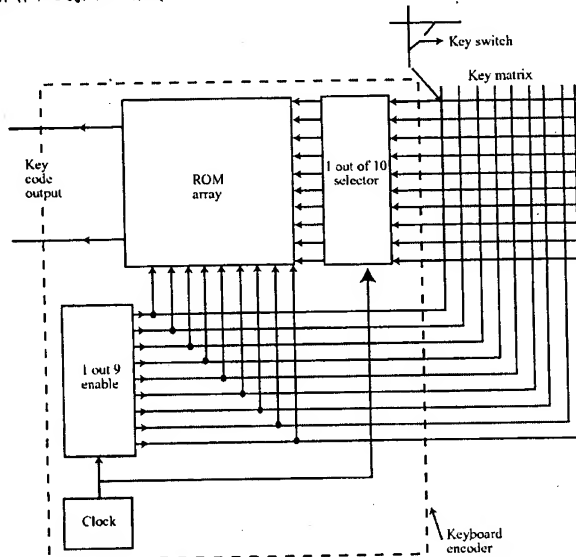 Key switch
Key matrix
Key
code
output
ROM
array
1 out of 10
selector
1 out 9
enable
Clock
Keyboard
encoder